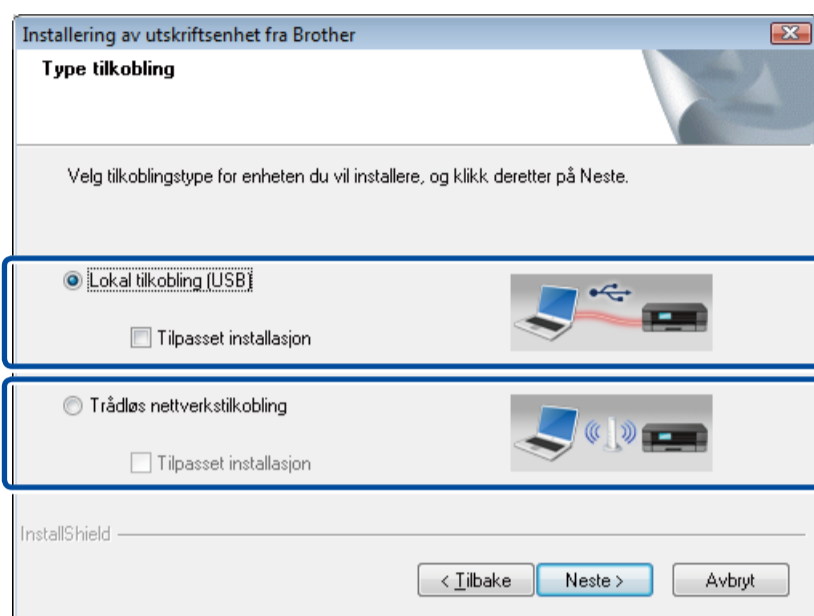 Installering av utskriftsenhet fra Brother
Type tilkobling
Velg tilkoblingstype for enheten du vil installere, og klikk deretter på Neste.
Lokal tilkobling (USB)
Tilpasset installasjon
Trådløs nettverkstilkobling
Tilpasset installasjon
InstallShield
< Tilbake
Neste >
Avbryt